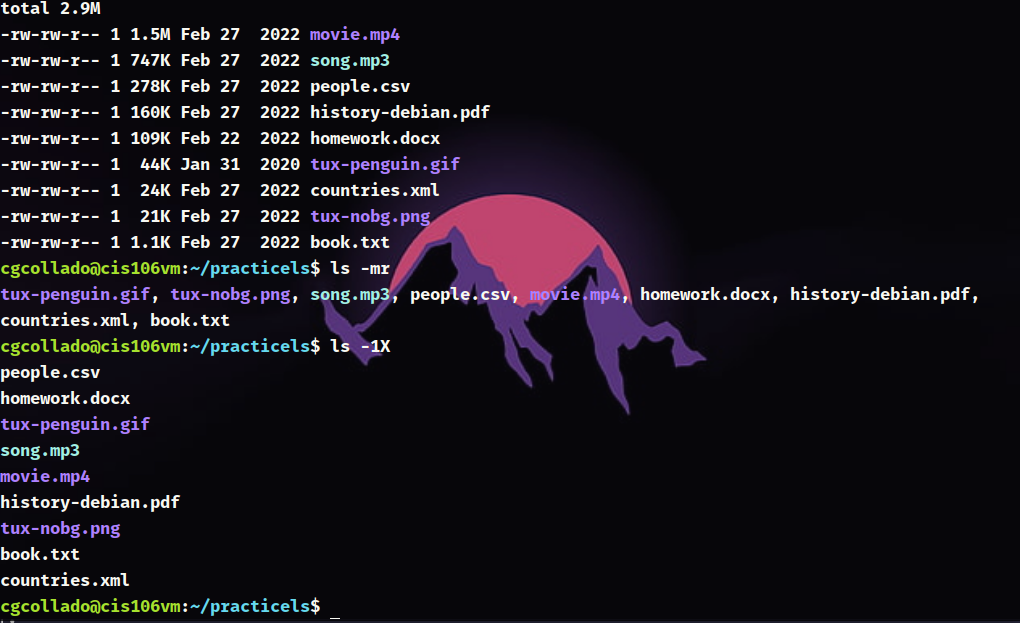 total 2.9M
-rw-rw-r-- 1 1.5M Feb 27  2022 movie.mp4
-rw-rw-r-- 1 747K Feb 27  2022 song.mp3
-rw-rw-r-- 1 278K Feb 27  2022 people.csv
-rw-rw-r-- 1 160K Feb 27  2022 history-debian.pdf
-rw-rw-r-- 1 109K Feb 22  2022 homework.docx
-rw-rw-r-- 1  44K Jan 31  2020 tux-penguin.gif
-rw-rw-r-- 1  24K Feb 27  2022 countries.xml
-rw-rw-r-- 1  21K Feb 27  2022 tux-nobg.png
-rw-rw-r-- 1 1.1K Feb 27  2022 book.txt
cgcollado@cis106vm:~/practicels$ ls -mr
tux-penguin.gif, tux-nobg.png, song.mp3, people.csv, movie.mp4, homework.docx, history-debian.pdf,
countries.xml, book.txt
cgcollado@cis106vm:~/practicels$ ls -1X
people.csv
homework.docx
tux-penguin.gif
song.mp3
movie.mp4
history-debian.pdf
tux-nobg.png
book.txt
countries.xml
cgcollado@cis106vm:~/practicels$ _